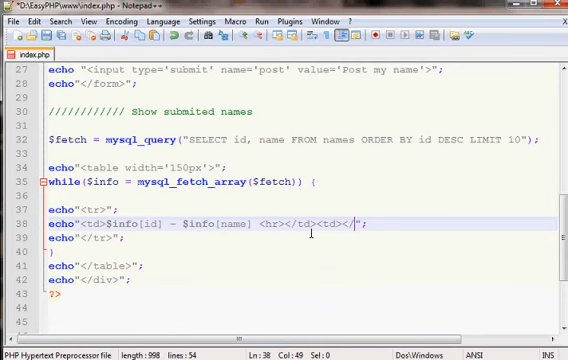 *D:\EasyPHP\www\index.php - Notepad++
File Edit Search View Encoding Language Settings Macro Run Plugins Window ?
index.php
27 echo "<input type='submit' name='post' value='Post my name'>";
28 echo"</form>";
29
30 //////////// Show submited names
31
32 $fetch = mysql_query("SELECT id, name FROM names ORDER BY id DESC LIMIT 10");
33
34 echo"<table width='150px'>";
35 while($info = mysql_fetch_array($fetch)) {
36
37 echo"<tr>";
38 echo"<td>$info[id] - $info[name] <hr></td><td></";
39 echo"</tr>";
40 }
41 echo"</table>";
42 echo"</div>";
43 ?>
44
45
PHP Hypertext Preprocessor file length : 998 lines : 54 Ln : 38 Col : 49 Sel : 0 Dos\Windows ANSI INS